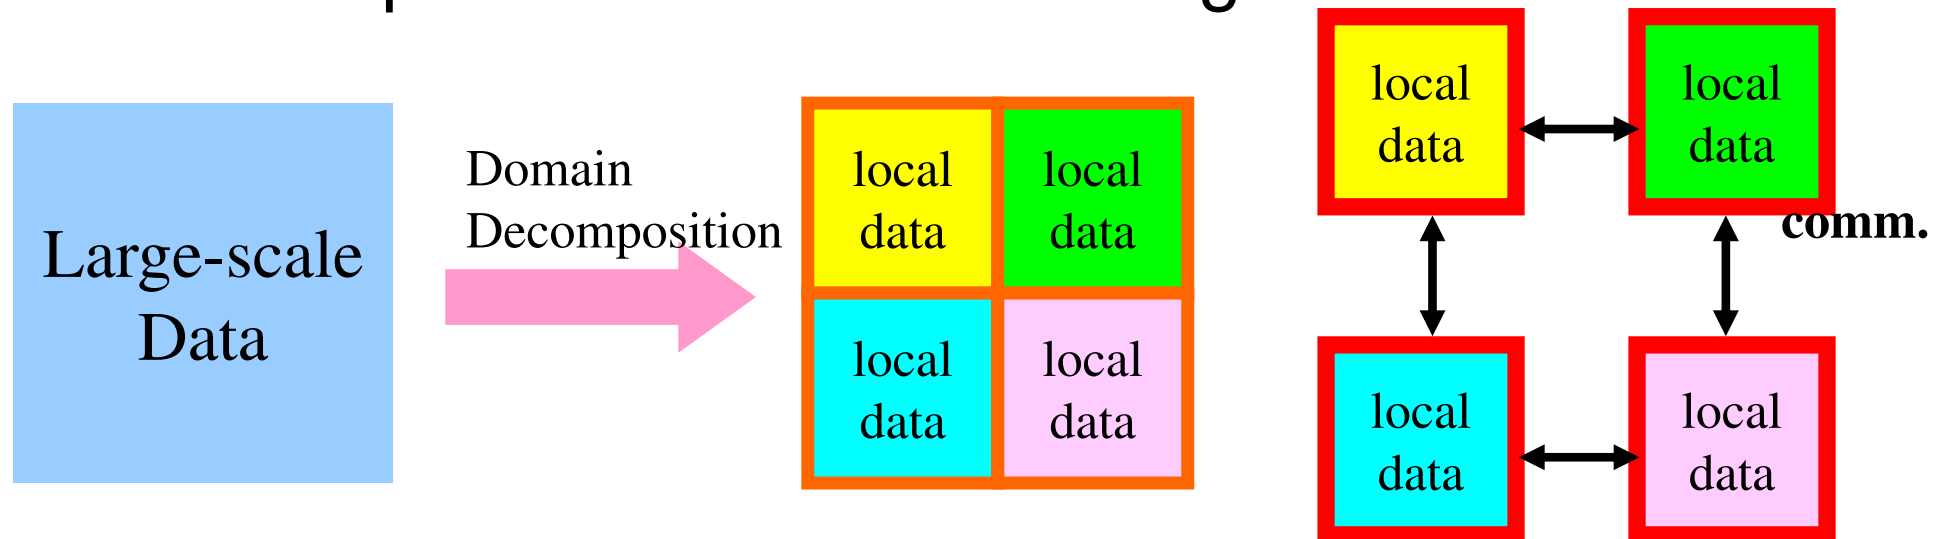 Large-scale
Data
Domain
Decomposition
local
data
local
data
local
data
local
data
local
data
local
data
comm.
local
data
local
data